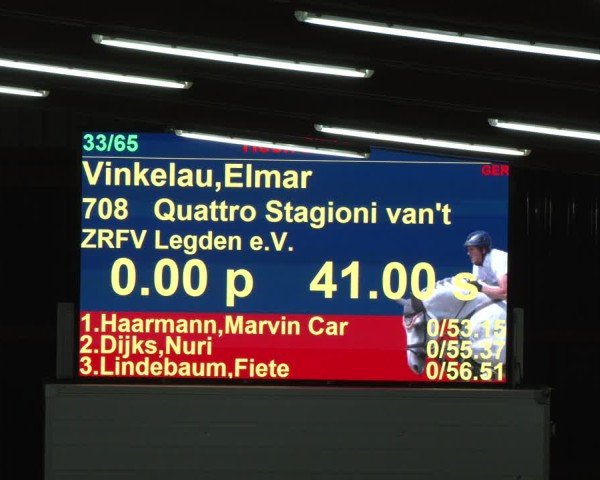 33/65
GER
Vinkelau,Elmar
708 Quattro Stagioni van't
ZRFV Legden e.V.
0.00 p 41.00 s
1.Haarmann,Marvin Car 0/53.15
2.Dijks,Nuri 0/55.37
3.Lindebaum,Fiete 0/56.51